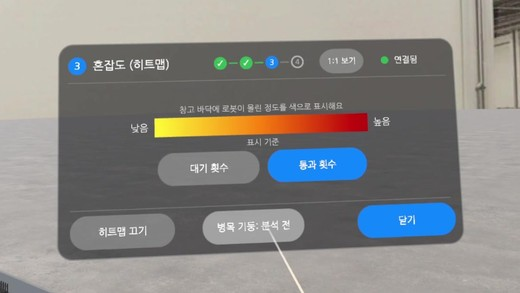 3 혼잡도 (히트맵) ✓ ✓ 3 4 1:1 보기 연결됨
창고 바닥에 로봇이 몰린 정도를 색으로 표시해요
낮음 높음
표시 기준
대기 횟수 통과 횟수
히트맵 끄기 병목 기둥: 분석 전 닫기